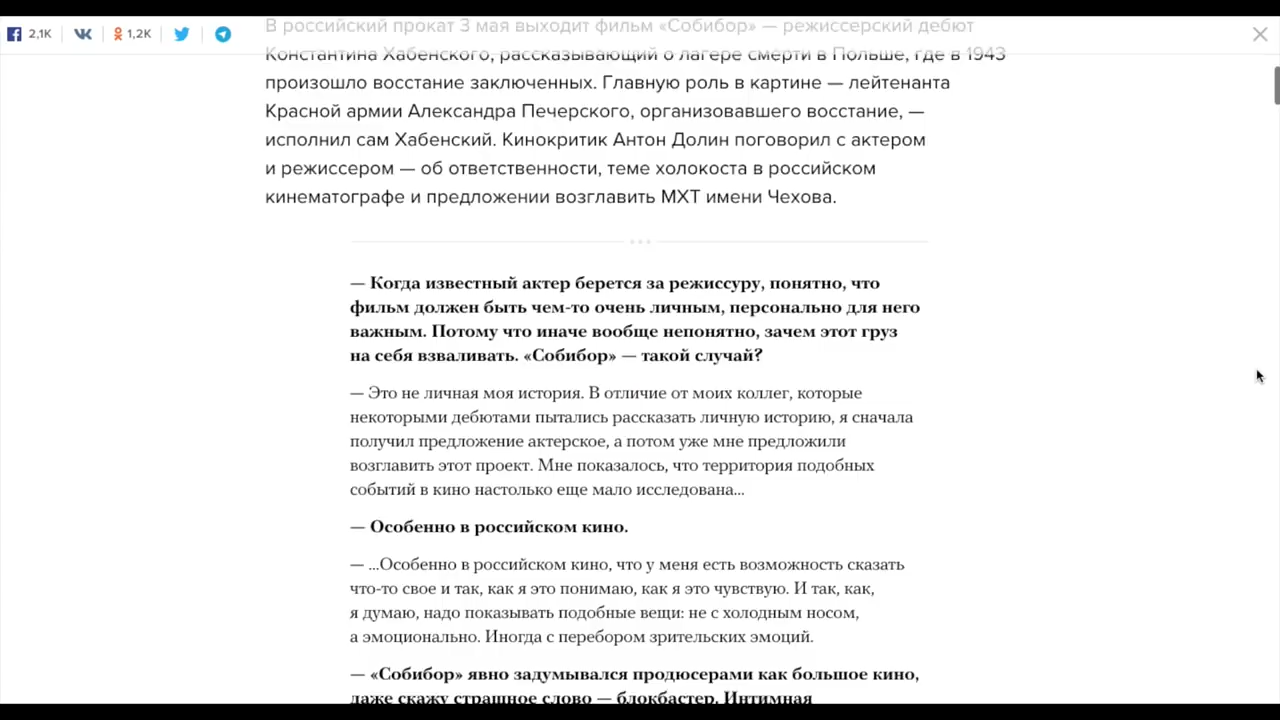 2,1K
1,2K
В российский прокат 3 мая выходит фильм «Собибор» — режиссерский дебют
Константина Хабенского, рассказывающий о лагере смерти в Польше, где в 1943
произошло восстание заключенных. Главную роль в картине — лейтенанта
Красной армии Александра Печерского, организовавшего восстание, —
исполнил сам Хабенский. Кинокритик Антон Долин поговорил с актером
и режиссером — об ответственности, теме холокоста в российском
кинематографе и предложении возглавить МХТ имени Чехова.
— Когда известный актер берется за режиссуру, понятно, что
фильм должен быть чем-то очень личным, персонально для него
важным. Потому что иначе вообще непонятно, зачем этот груз
на себя взваливать. «Собибор» — такой случай?
— Это не личная моя история. В отличие от моих коллег, которые
некоторыми дебютами пытались рассказать личную историю, я сначала
получил предложение актерское, а потом уже мне предложили
возглавить этот проект. Мне показалось, что территория подобных
событий в кино настолько еще мало исследована...
— Особенно в российском кино.
— ...Особенно в российском кино, что у меня есть возможность сказать
что-то свое и так, как я это понимаю, как я это чувствую. И так, как,
я думаю, надо показывать подобные вещи: не с холодным носом,
а эмоционально. Иногда с перебором зрительских эмоций.
— «Собибор» явно задумывался продюсерами как большое кино,
даже скажу страшное слово — блокбастер. Интимная